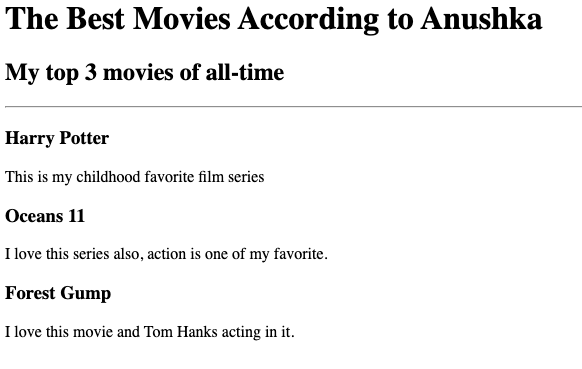 The Best Movies According to Anushka
My top 3 movies of all-time
Harry Potter
This is my childhood favorite film series
Oceans 11
I love this series also, action is one of my favorite.
Forest Gump
I love this movie and Tom Hanks acting in it.